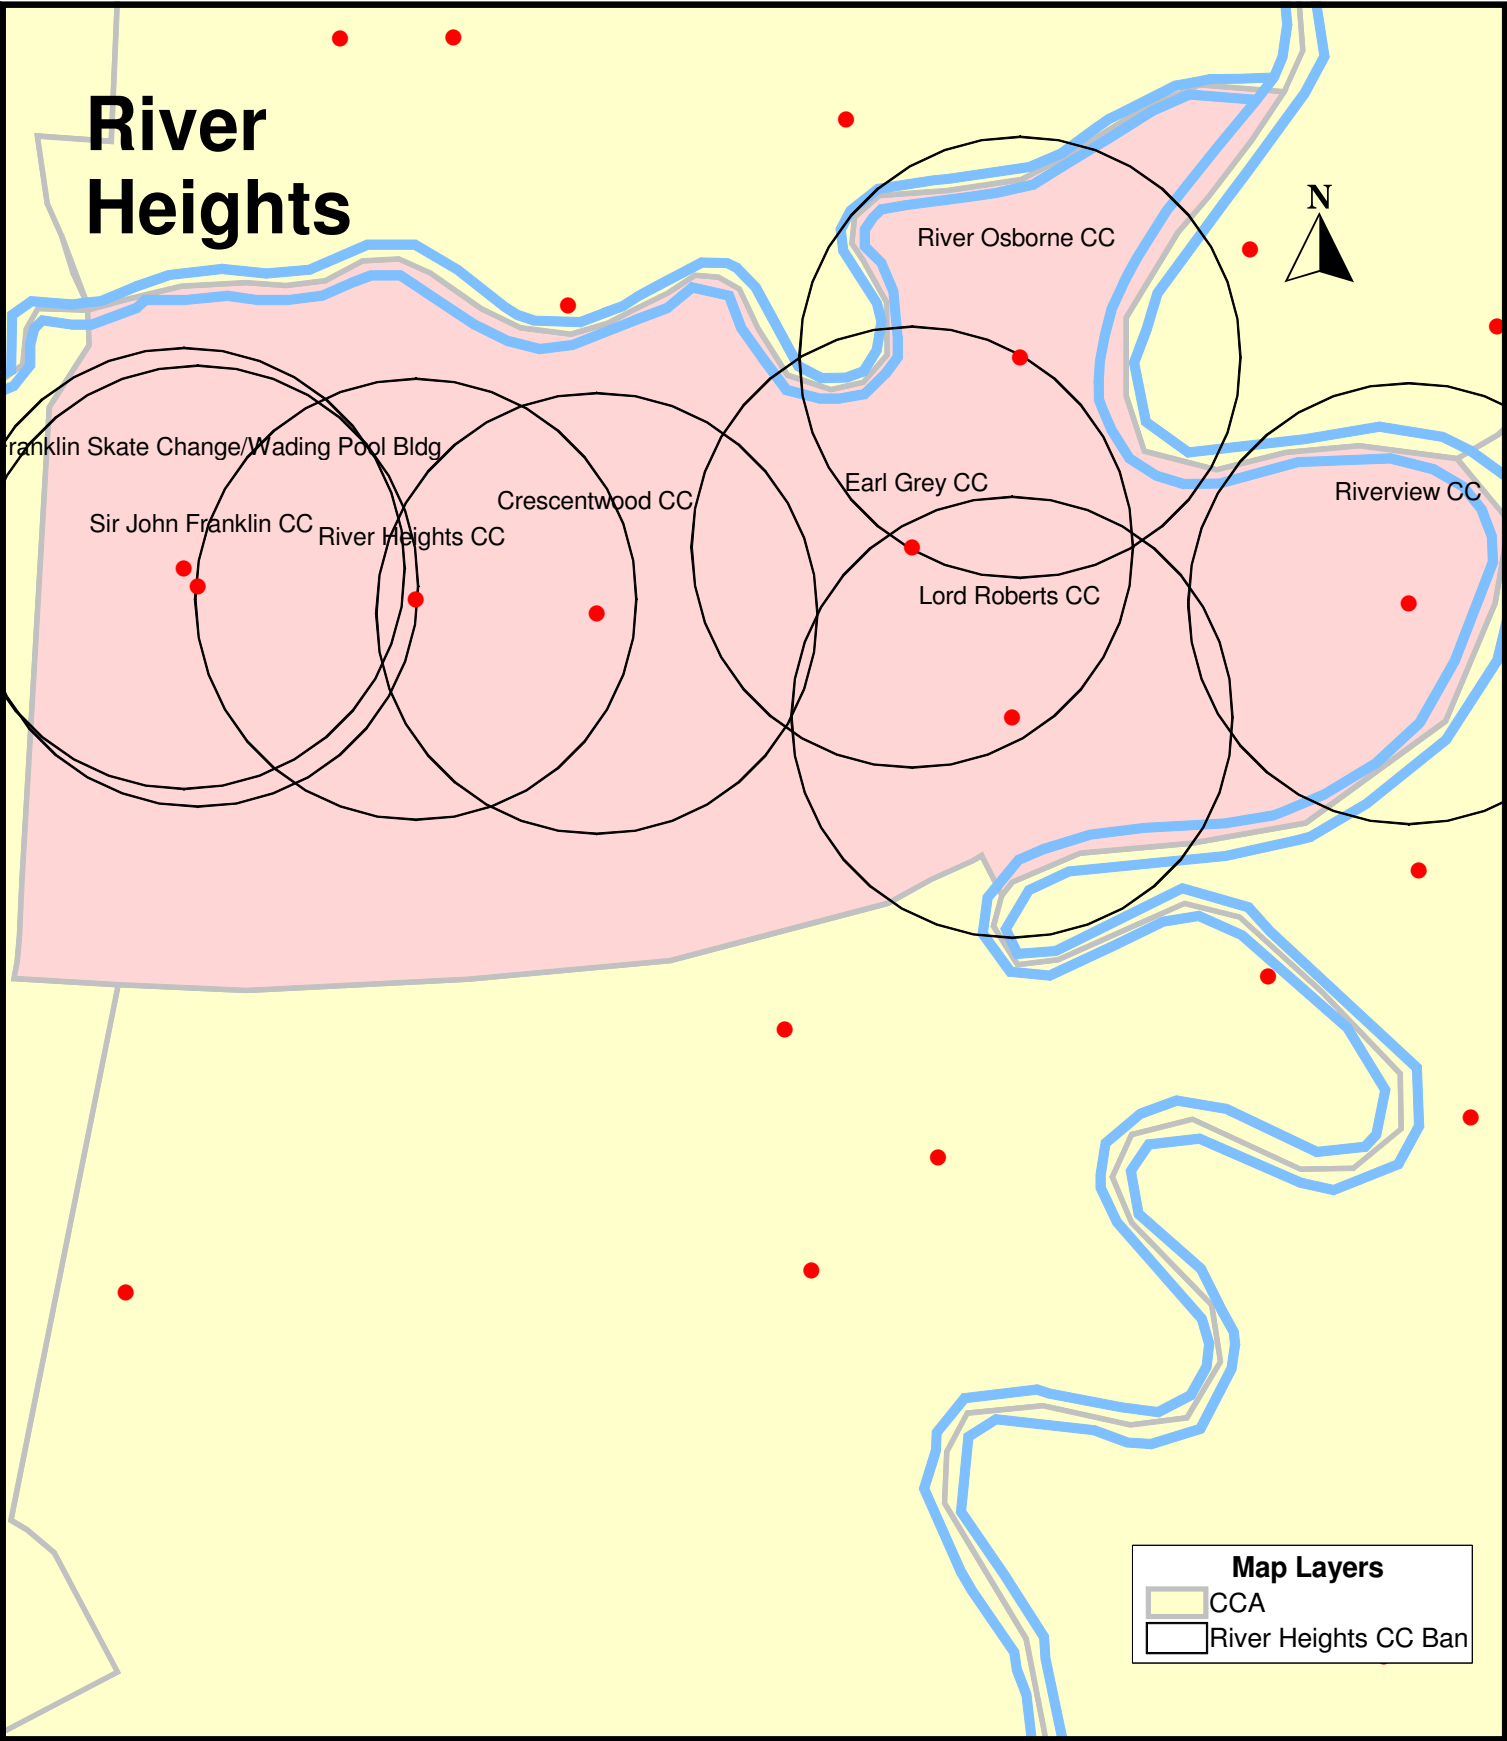 River
Heights
N
River Osborne CC
ranklin Skate Change/Wading Pool Bldg
Earl Grey CC
Riverview CC
Crescentwood CC
Sir John Franklin CC
River Heights CC
Lord Roberts CC
Map Layers
CCA
River Heights CC Ban